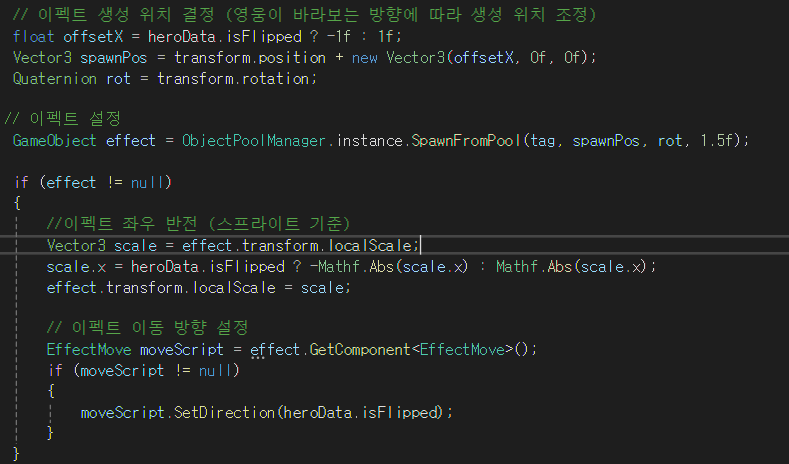 // 이펙트 생성 위치 결정 (영웅이 바라보는 방향에 따라 생성 위치 조정)
float offsetX = heroData.isFlipped ? -1f : 1f;
Vector3 spawnPos = transform.position + new Vector3(offsetX, 0f, 0f);
Quaternion rot = transform.rotation;
// 이펙트 설정
GameObject effect = ObjectPoolManager.instance.SpawnFromPool(tag, spawnPos, rot, 1.5f);
if (effect != null)
{
//이펙트 좌우 반전 (스프라이트 기준)
Vector3 scale = effect.transform.localScale;
scale.x = heroData.isFlipped ? -Mathf.Abs(scale.x) : Mathf.Abs(scale.x);
effect.transform.localScale = scale;
// 이펙트 이동 방향 설정
EffectMove moveScript = effect.GetComponent<EffectMove>();
if (moveScript != null)
{
moveScript.SetDirection(heroData.isFlipped);
}
}